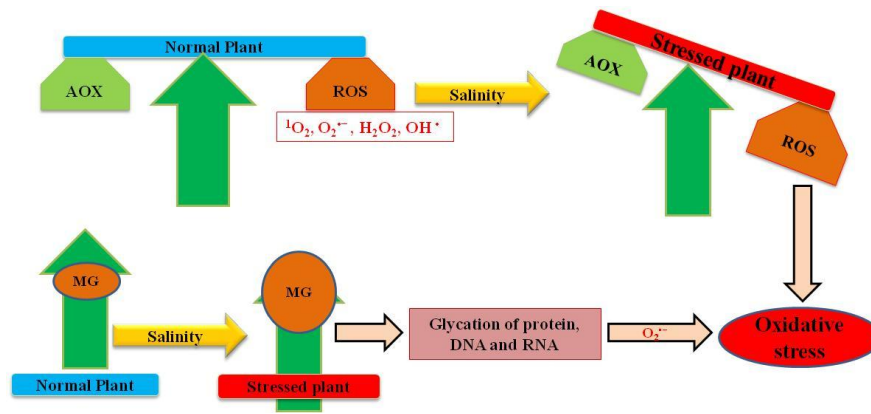 Normal Plant
AOX
ROS
¹O₂, O₂•⁻, H₂O₂, OH•
Salinity
Stressed plant
AOX
ROS
MG
Salinity
Normal Plant
MG
Stressed plant
Glycation of protein,
DNA and RNA
O₂•⁻
Oxidative
stress